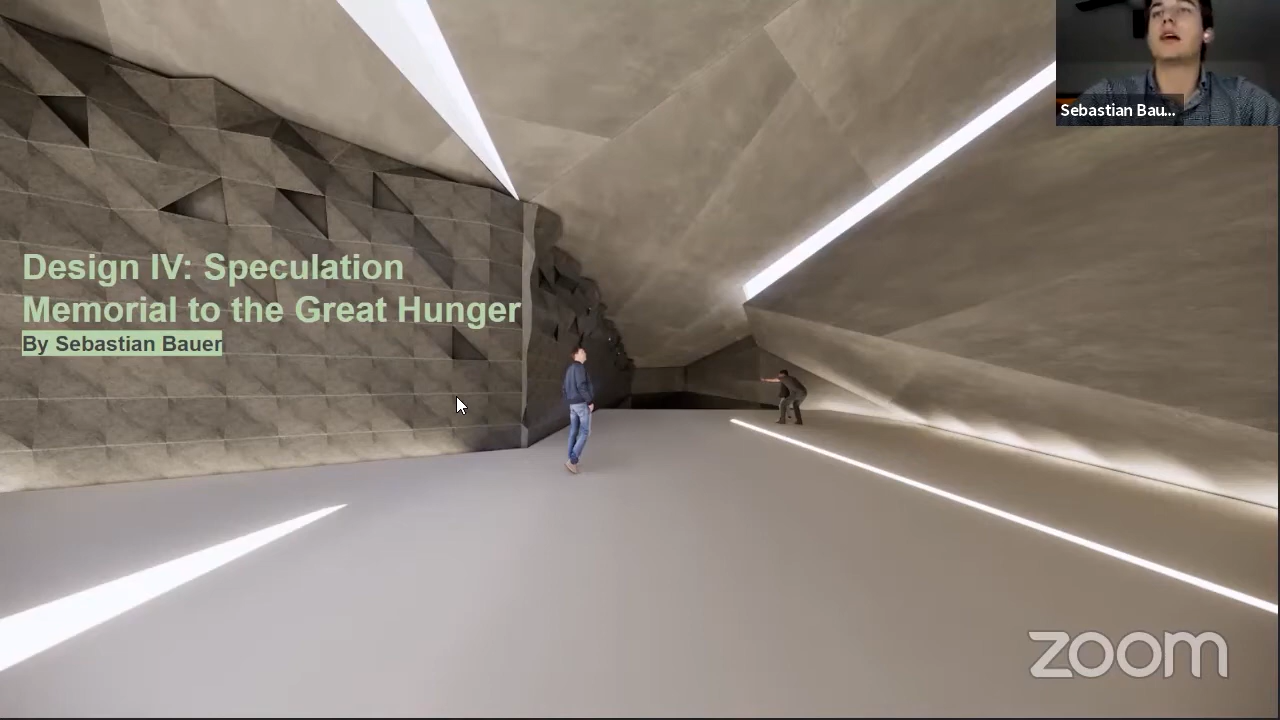 Sebastian Bau...
Design IV: Speculation
Memorial to the Great Hunger
By Sebastian Bauer
zoom